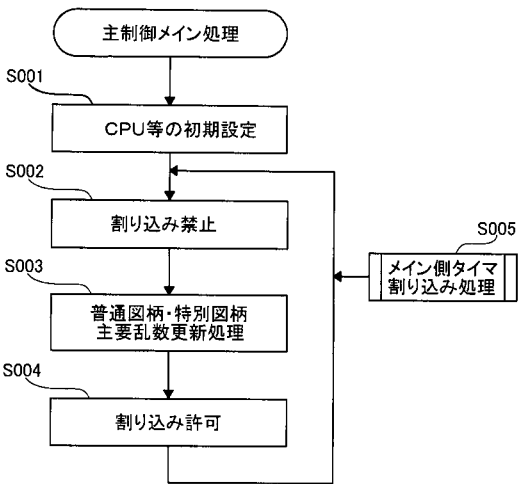 主制御メイン処理
S001
CPU等の初期設定
S002
割り込み禁止
S005
メイン側タイマ
割り込み処理
S003
普通図柄・特別図柄
主要乱数更新処理
S004
割り込み許可